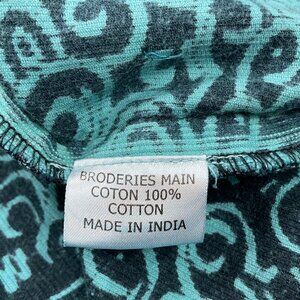 BRODERIES MAIN
COTON 100%
COTTON
MADE IN INDIA